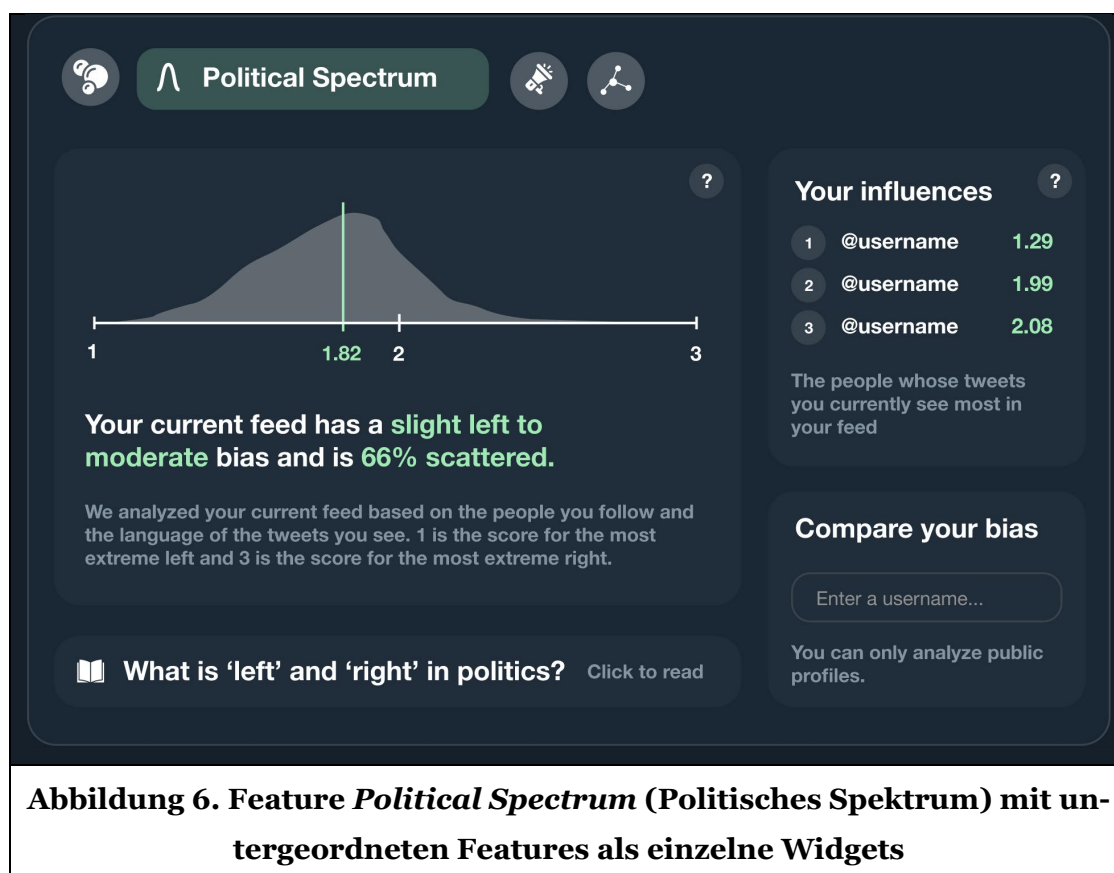 Political Spectrum
?
1
1.82
2
3
Your current feed has a slight left to
moderate bias and is 66% scattered.
We analyzed your current feed based on the people you follow and
the language of the tweets you see. 1 is the score for the most
extreme left and 3 is the score for the most extreme right.
What is ‘left’ and ‘right’ in politics? Click to read
Your influences ?
1 @username 1.29
2 @username 1.99
3 @username 2.08
The people whose tweets
you currently see most in
your feed
Compare your bias
Enter a username...
You can only analyze public
profiles.
Abbildung 6. Feature Political Spectrum (Politisches Spektrum) mit un-
tergeordneten Features als einzelne Widgets